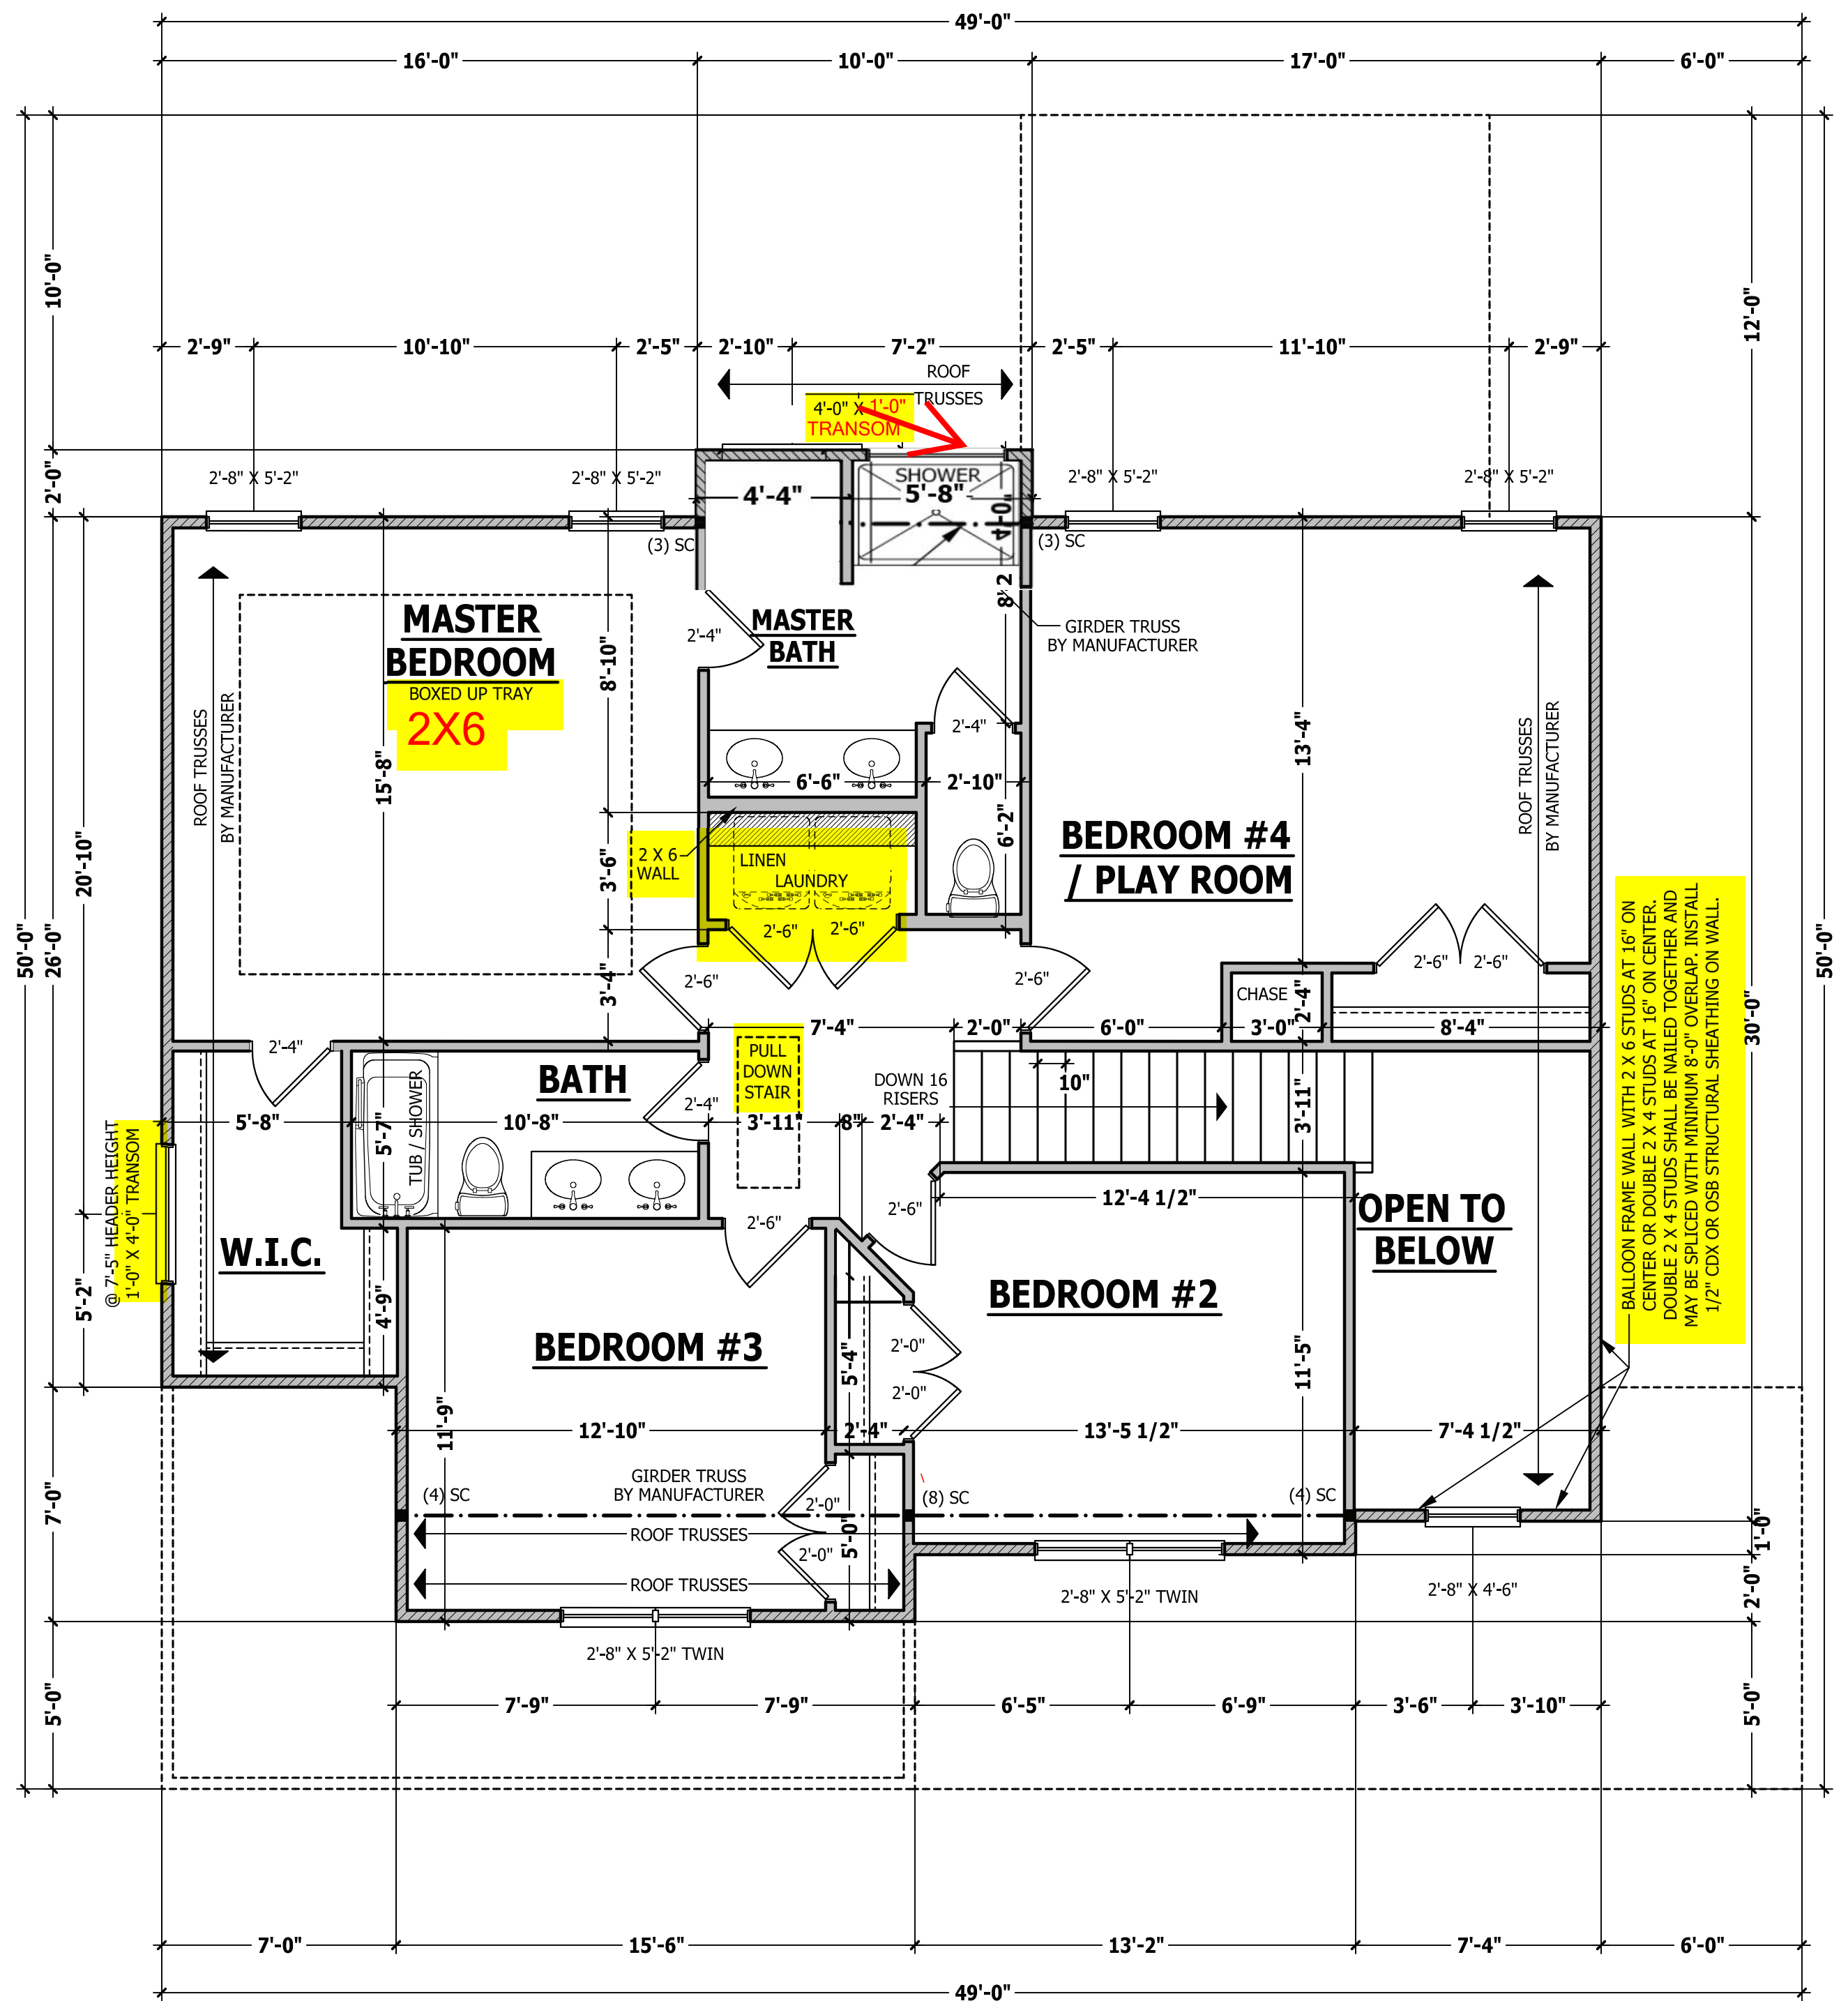 49'-0"
16'-0"
10'-0"
17'-0"
6'-0"
10'-0"
12'-0"
2'-9"
10'-10"
2'-5"
2'-10"
7'-2"
2'-5"
11'-10"
2'-9"
ROOF
TRUSSES
4'-0" X 1'-0"
TRANSOM
2'-0"
2'-8" X 5'-2"
2'-8" X 5'-2"
SHOWER
4'-4"
5'-8"
4'-0"
2'-8" X 5'-2"
2'-8" X 5'-2"
(3) SC
(3) SC
MASTER
BEDROOM
BOXED UP TRAY
2X6
MASTER
BATH
2'-4"
8'-10"
8'-2
GIRDER TRUSS
BY MANUFACTURER
ROOF TRUSSES
BY MANUFACTURER
15'-8"
2'-4"
13'-4"
ROOF TRUSSES
BY MANUFACTURER
6'-6"
2'-10"
6'-2"
2 X 6
WALL
LINEN
LAUNDRY
3'-6"
2'-6"
2'-6"
BEDROOM #4
/ PLAY ROOM
20'-10"
50'-0"
26'-0"
50'-0"
30'-0"
3'-4"
2'-6"
2'-6"
2'-6"
2'-6"
CHASE
2'-4"
7'-4"
2'-0"
6'-0"
3'-0"
8'-4"
2'-4"
BATH
PULL
DOWN
STAIR
DOWN 16
RISERS
10"
2'-4"
3'-11"
TUB / SHOWER
5'-8"
5'-7"
10'-8"
3'-11"
8"
2'-4"
@ 7'-5" HEADER HEIGHT
1'-0" X 4'-0" TRANSOM
W.I.C.
2'-6"
2'-6"
12'-4 1/2"
OPEN TO
BELOW
BALLOON FRAME WALL WITH 2 X 6 STUDS AT 16" ON
CENTER OR DOUBLE 2 X 4 STUDS AT 16" ON CENTER.
DOUBLE 2 X 4 STUDS SHALL BE NAILED TOGETHER AND
MAY BE SPLICED WITH MINIMUM 8'-0" OVERLAP. INSTALL
1/2" CDX OR OSB STRUCTURAL SHEATHING ON WALL.
5'-2"
4'-9"
BEDROOM #3
BEDROOM #2
2'-0"
2'-0"
5'-4"
11'-5"
11'-9"
12'-10"
2'-4"
13'-5 1/2"
7'-4 1/2"
7'-0"
GIRDER TRUSS
BY MANUFACTURER
(4) SC
(8) SC
(4) SC
2'-0"
ROOF TRUSSES
5'-0"
2'-0"
ROOF TRUSSES
1'-0"
2'-0"
2'-8" X 5'-2" TWIN
2'-8" X 4'-6"
2'-8" X 5'-2" TWIN
5'-0"
5'-0"
7'-9"
7'-9"
6'-5"
6'-9"
3'-6"
3'-10"
7'-0"
15'-6"
13'-2"
7'-4"
6'-0"
49'-0"